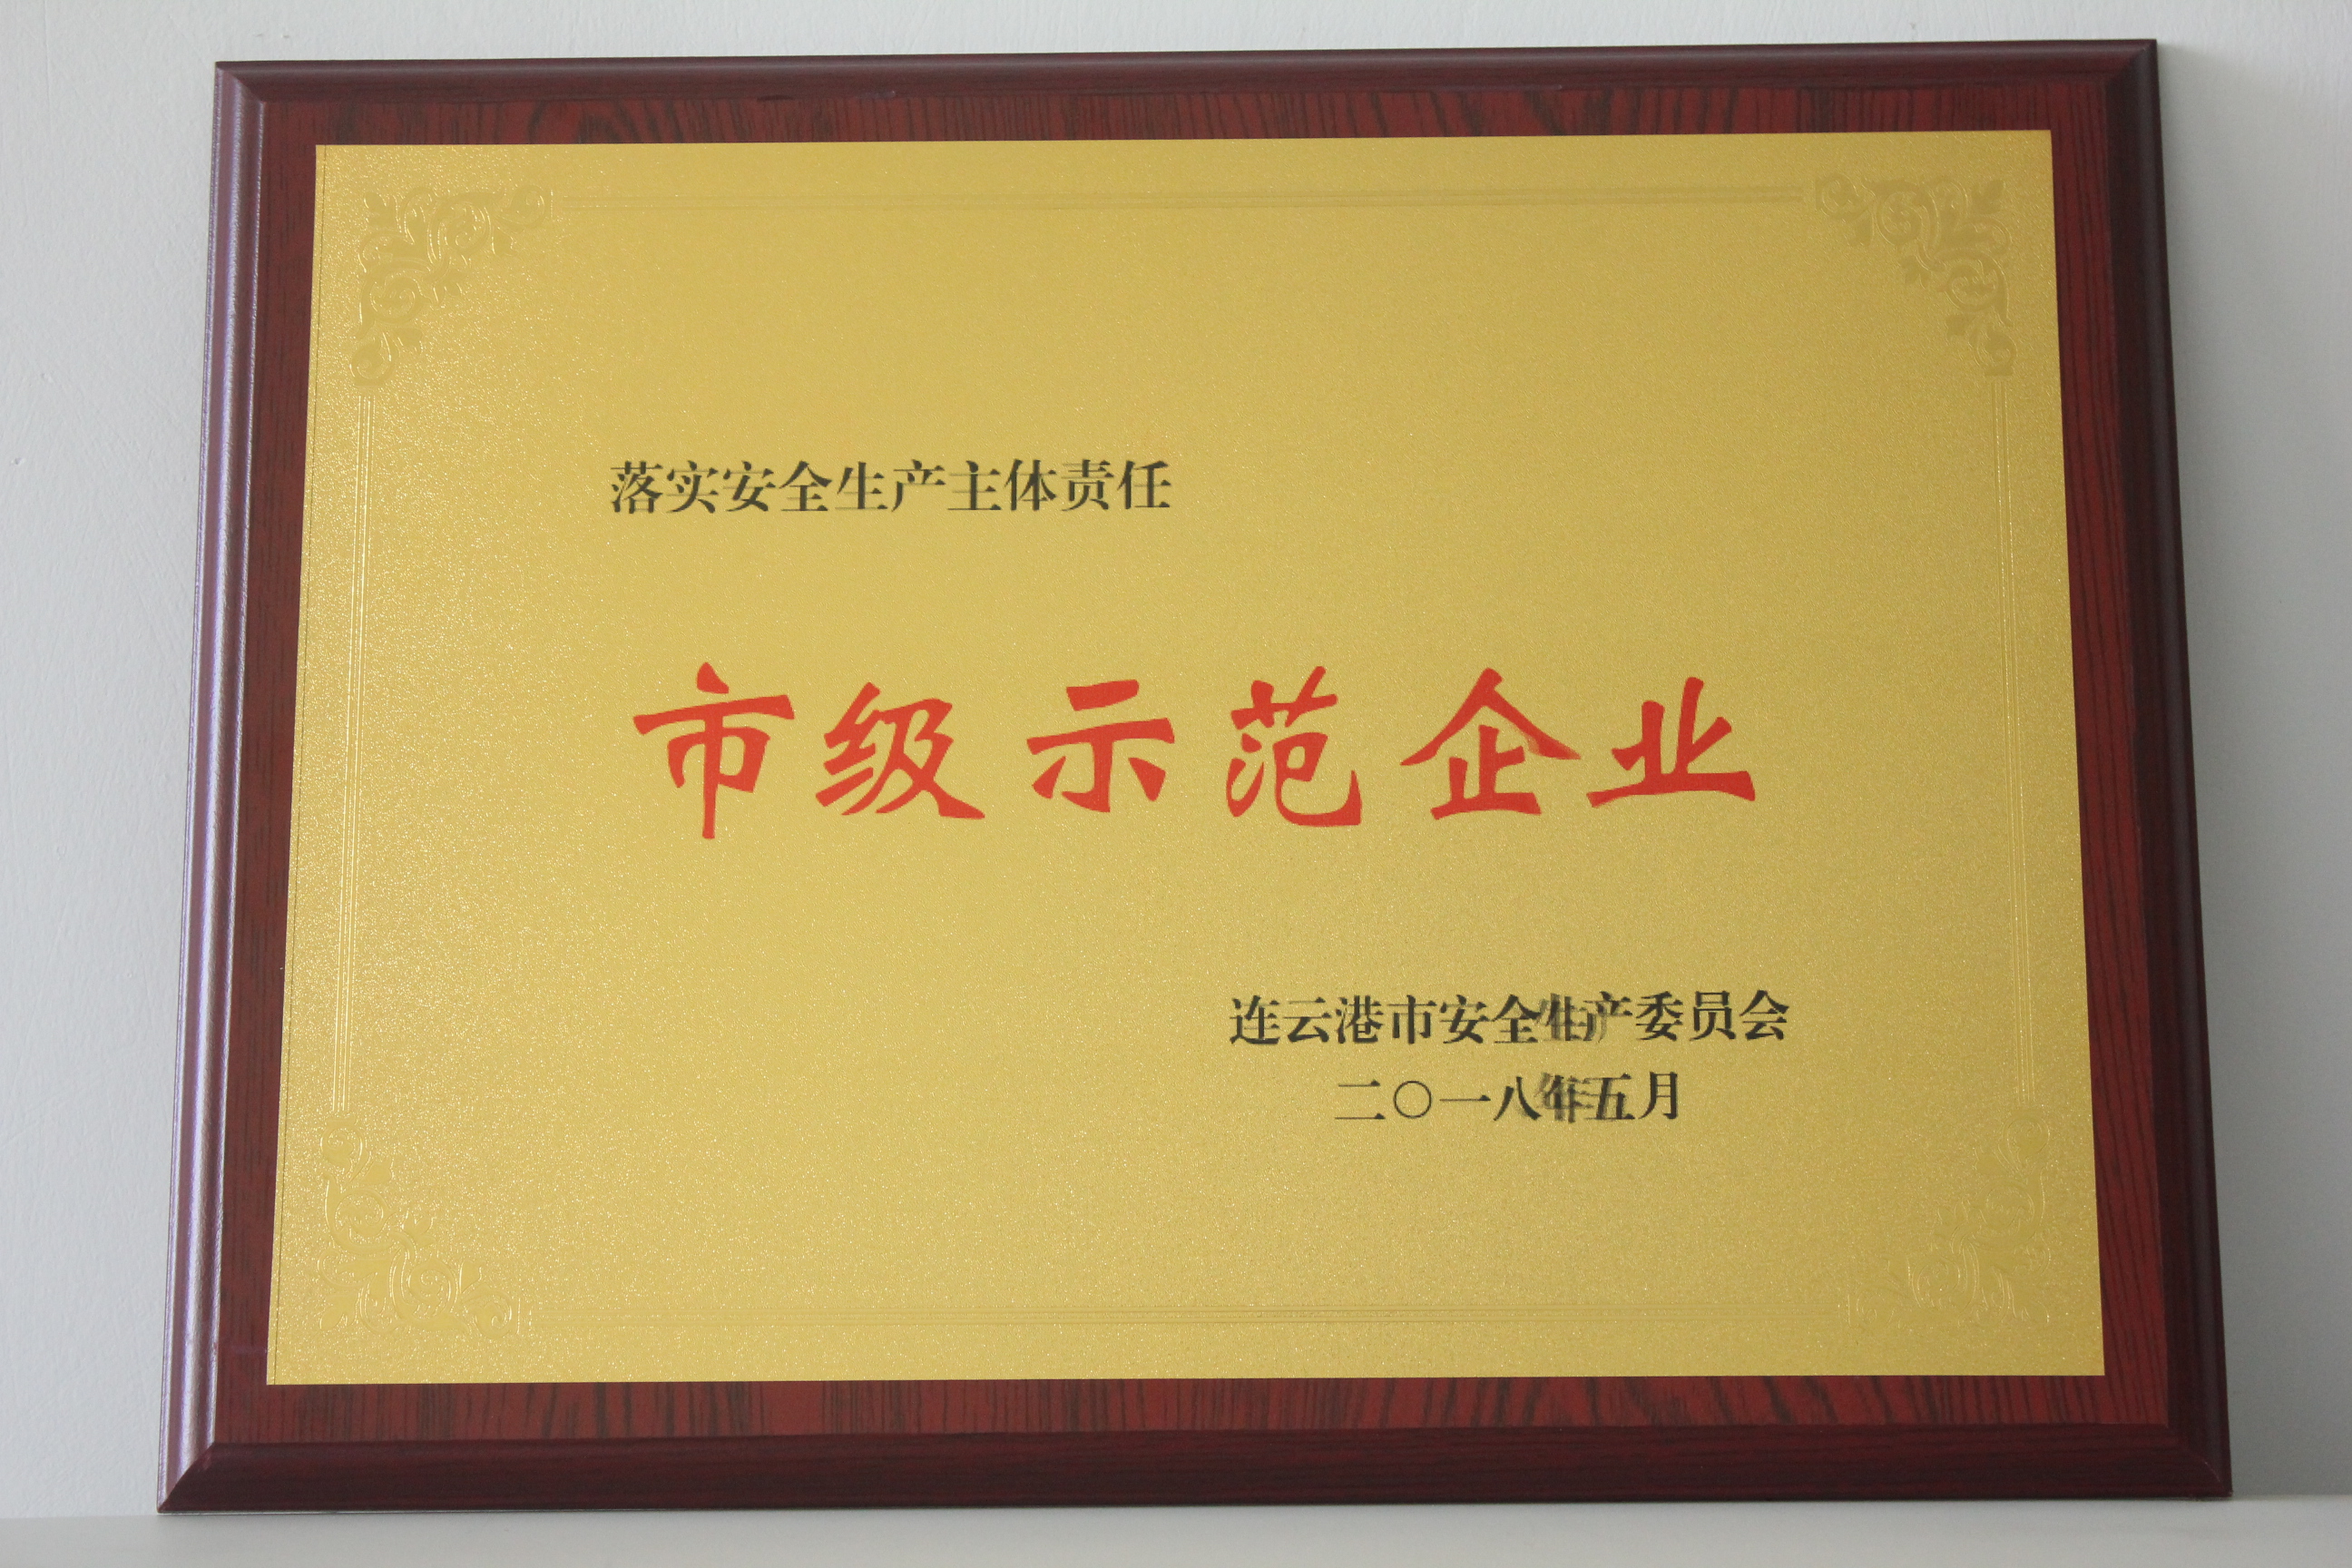 落实安全生产主体责任
市级示范企业
连云港市安全生产委员会
二〇一八年五月